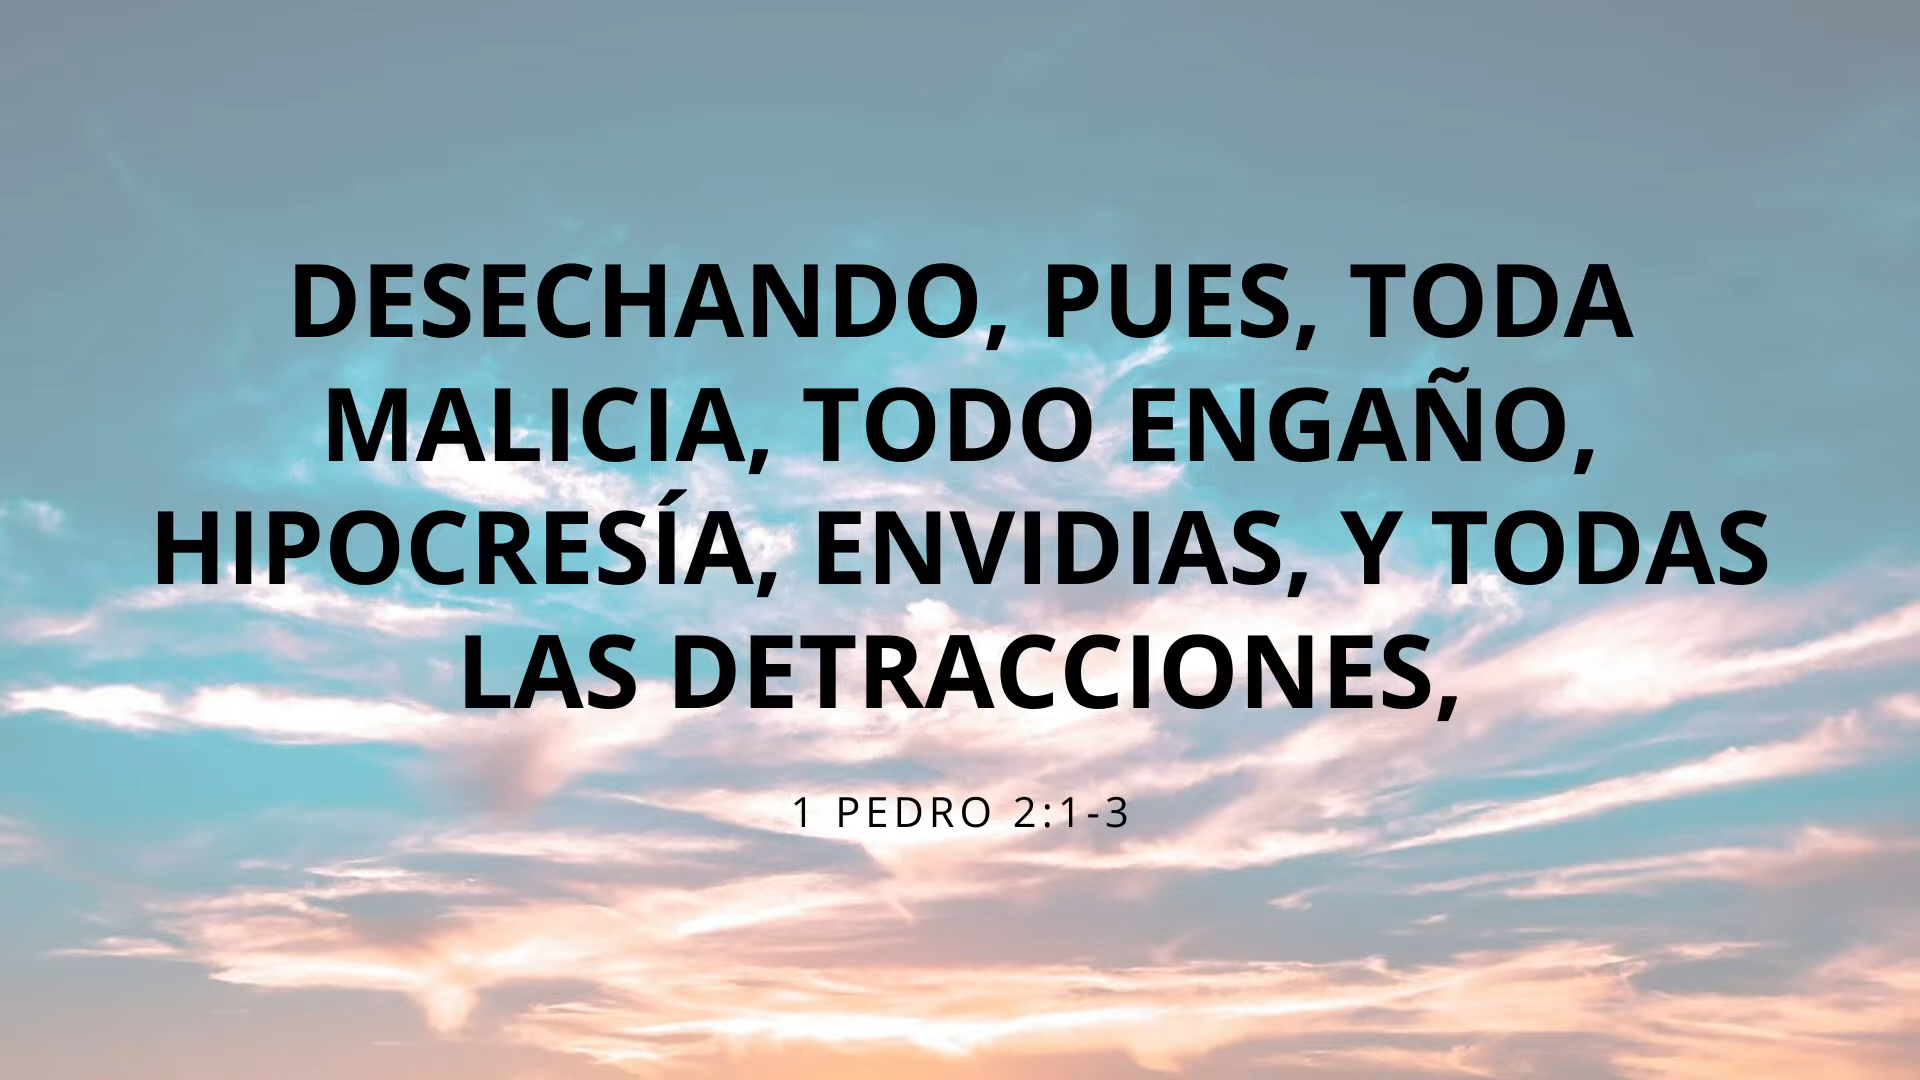 DESECHANDO, PUES, TODA
MALICIA, TODO ENGAÑO,
HIPOCRESÍA, ENVIDIAS, Y TODAS
LAS DETRACCIONES,
1 PEDRO 2:1-3